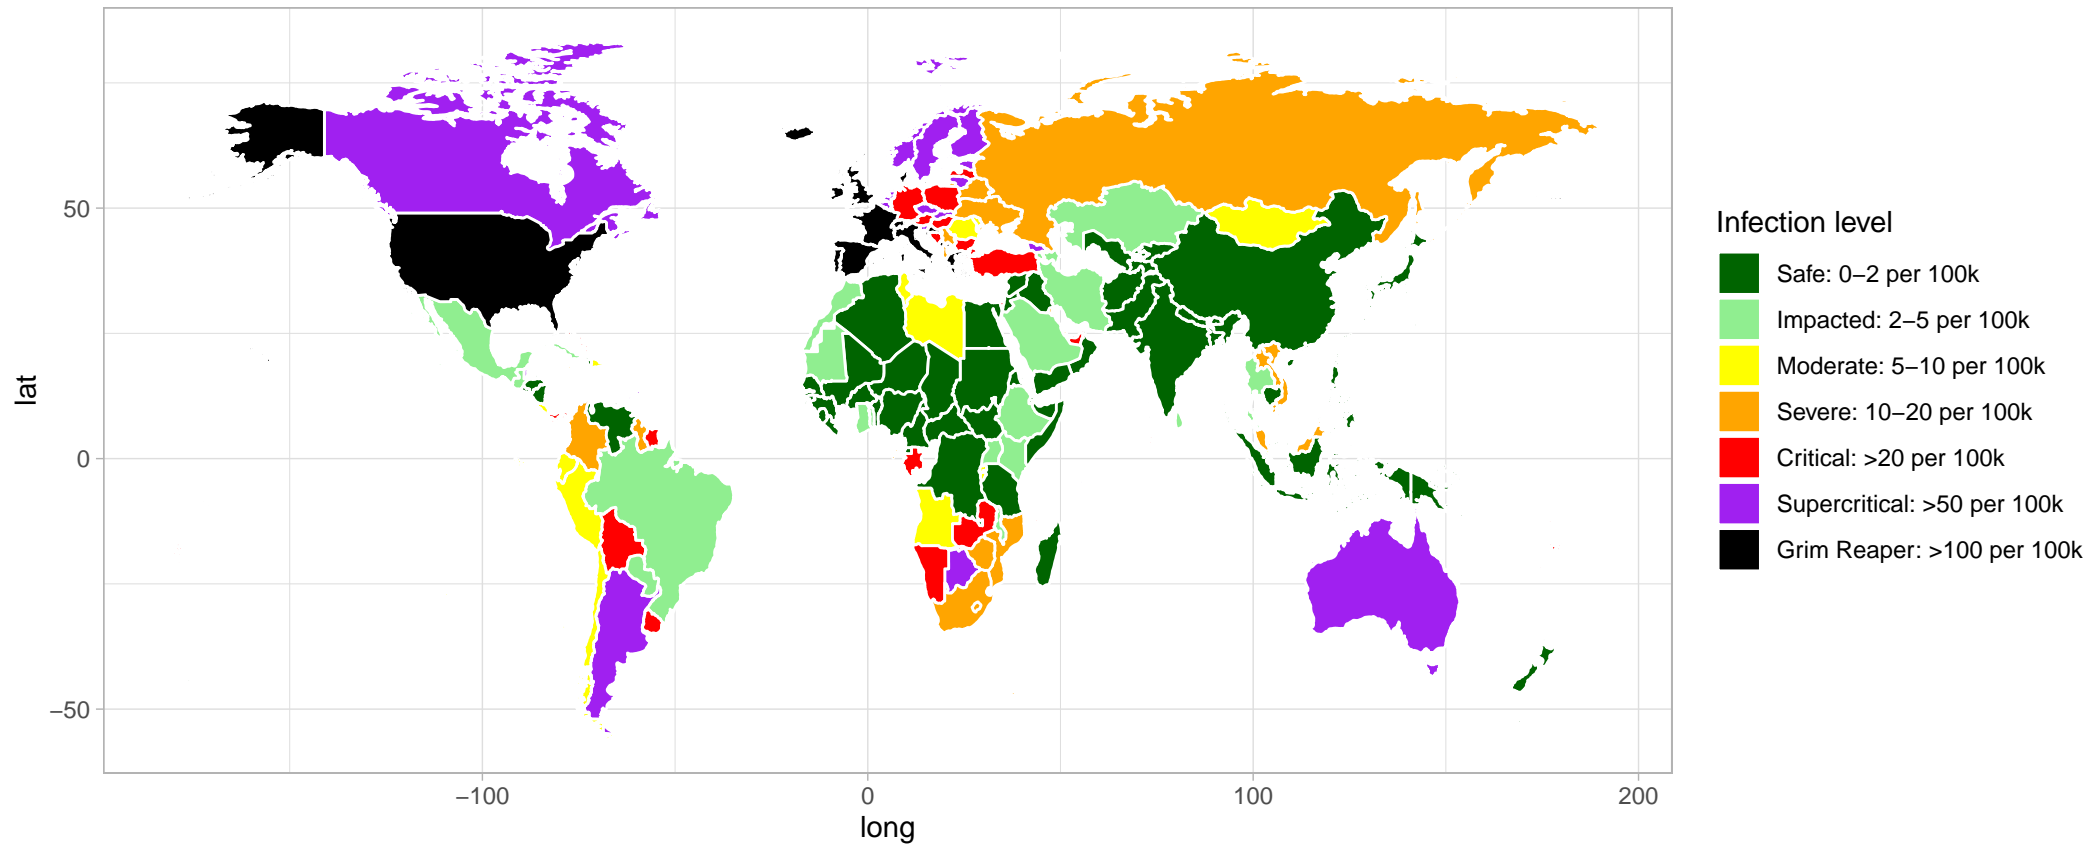 50
0
−50
lat
−100
0
100
200
long
Infection level
Safe: 0−2 per 100k
Impacted: 2−5 per 100k
Moderate: 5−10 per 100k
Severe: 10−20 per 100k
Critical: >20 per 100k
Supercritical: >50 per 100k
Grim Reaper: >100 per 100k